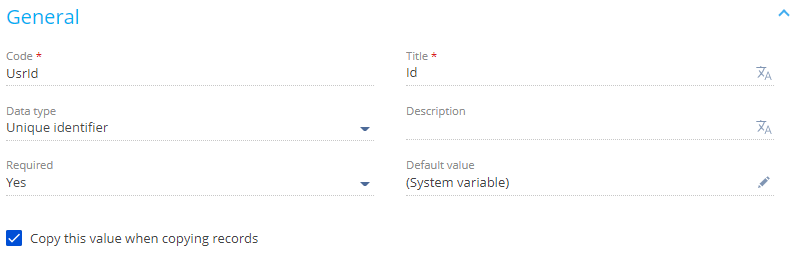 General
Code *
UsrId
Title *
Id
Data type
Unique identifier
Description
Required
Yes
Default value
(System variable)
Copy this value when copying records